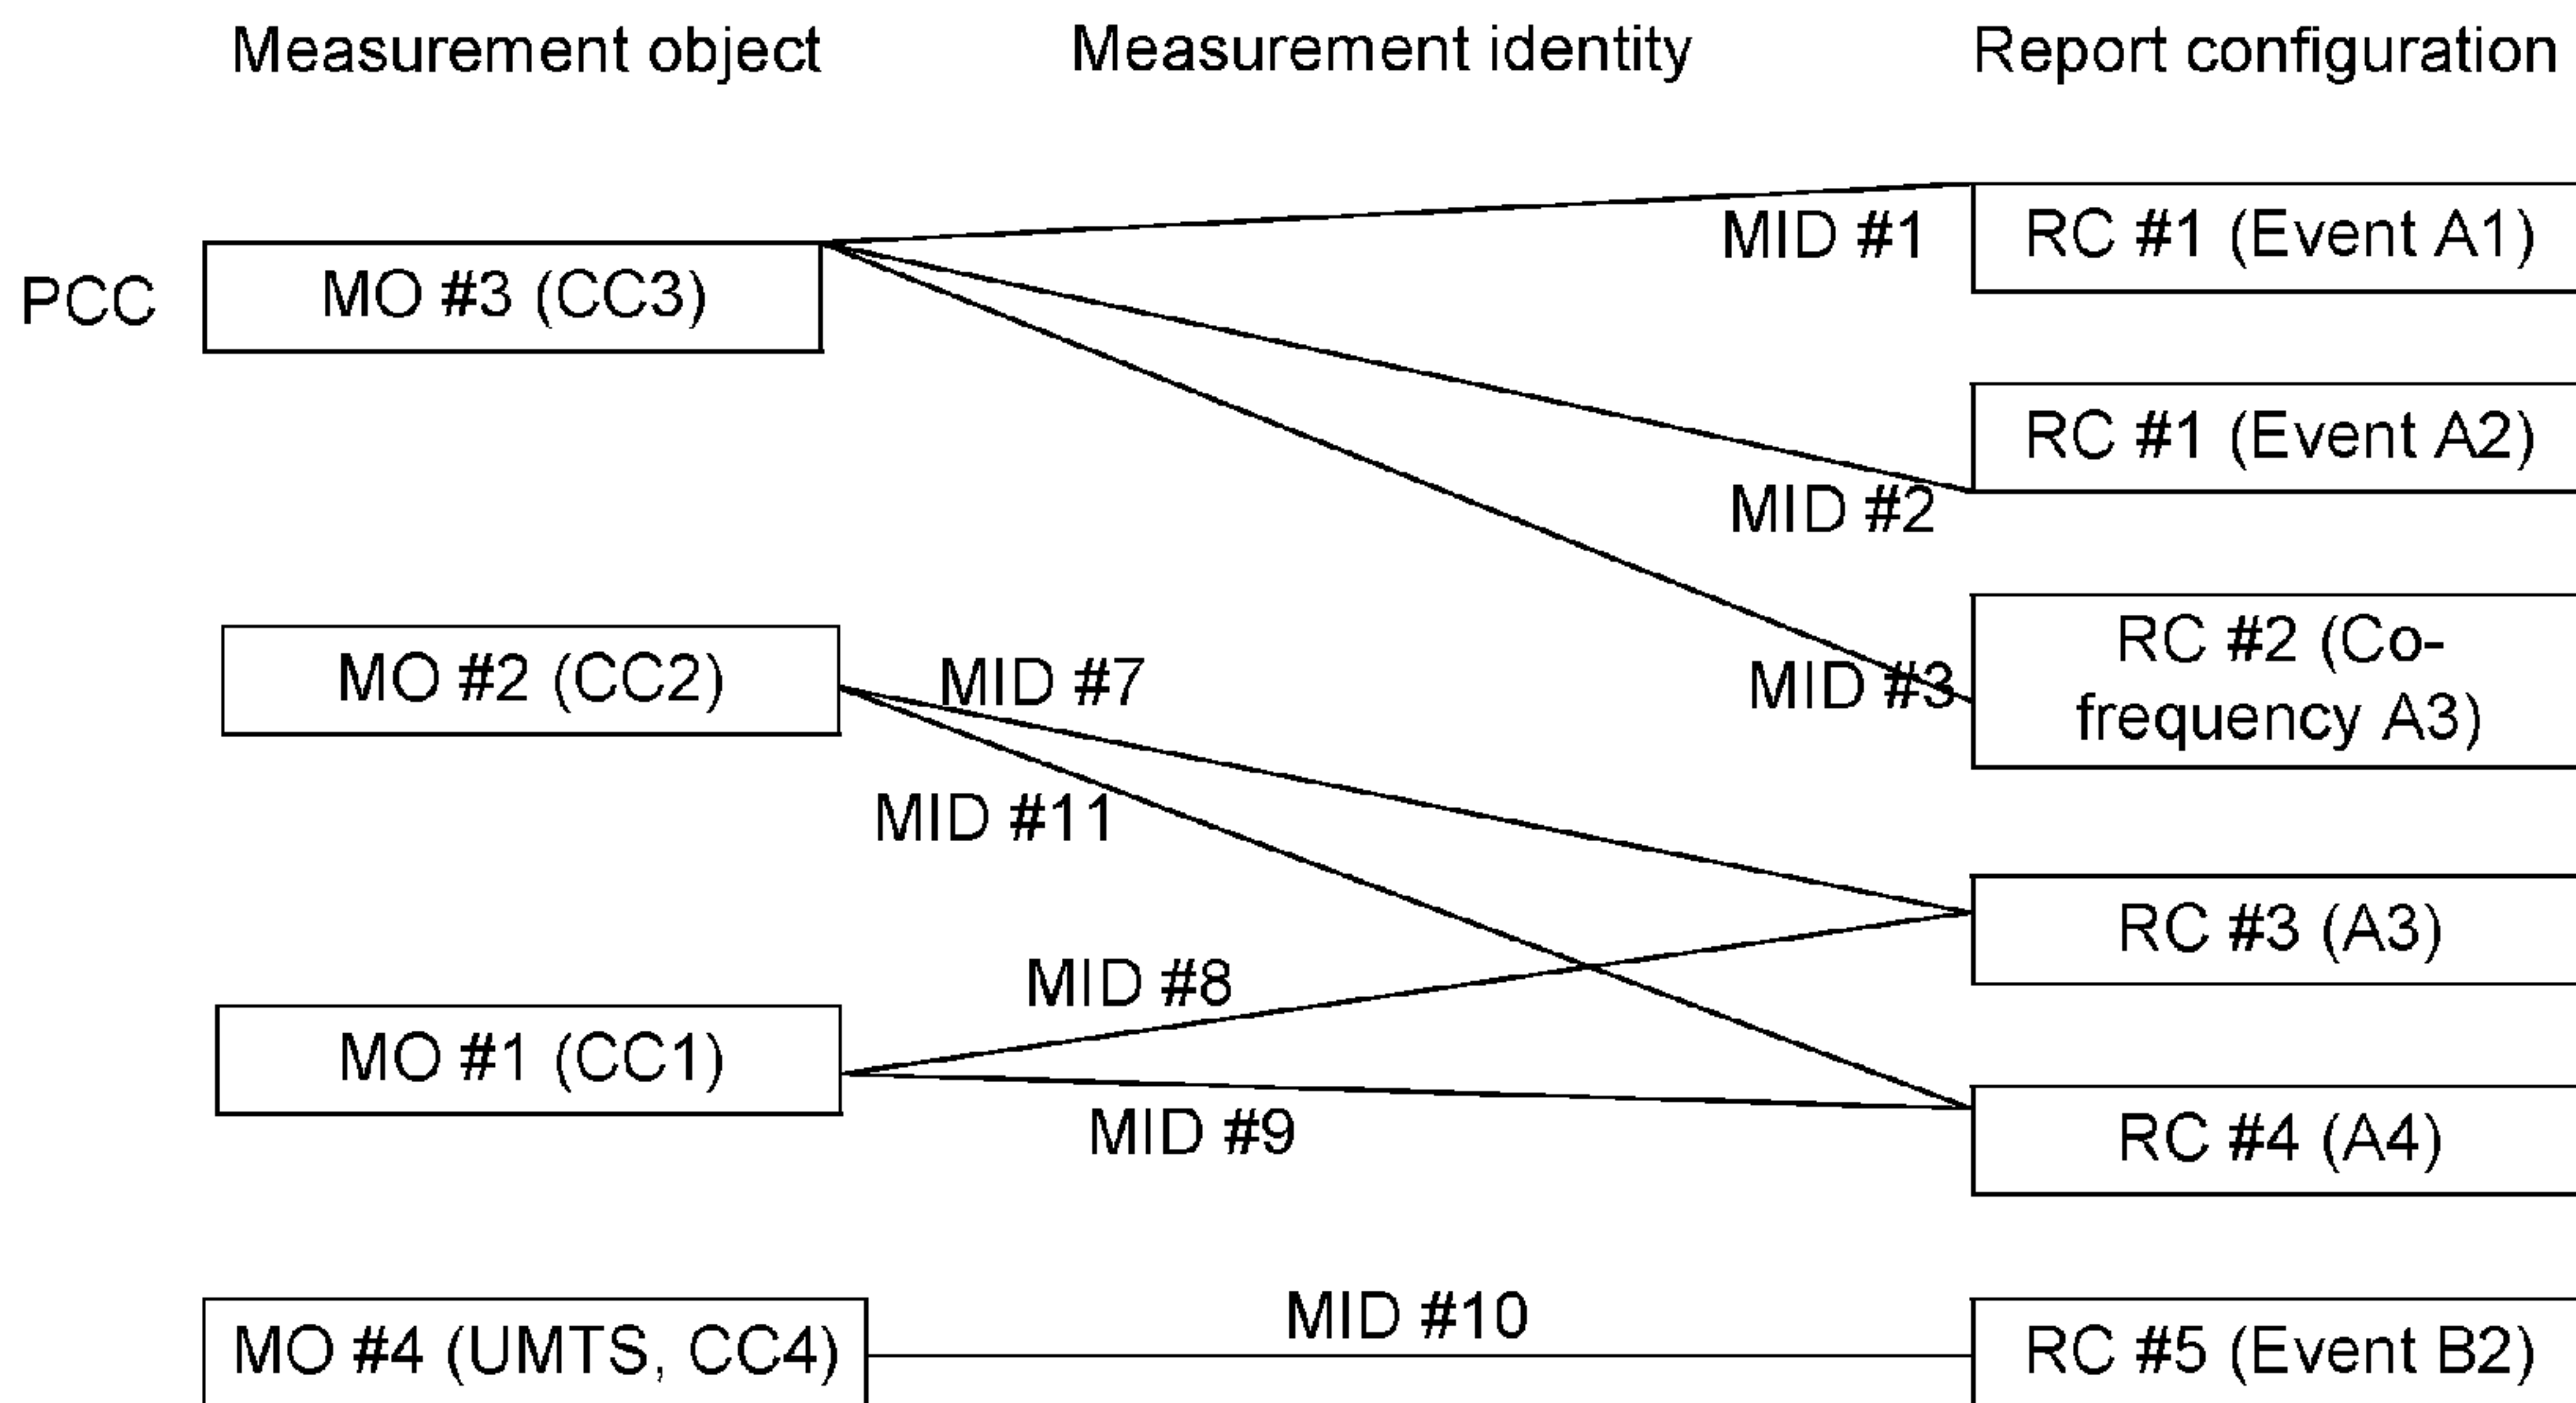 Measurement object Measurement identity Report configuration
MID #1 RC #1 (Event A1)
PCC MO #3 (CC3)
RC #1 (Event A2)
MID #2
RC #2 (Co-
frequency A3)
MO #2 (CC2) MID #7 MID #3
MID #11
RC #3 (A3)
MID #8
MO #1 (CC1)
MID #9 RC #4 (A4)
MID #10
MO #4 (UMTS, CC4) RC #5 (Event B2)